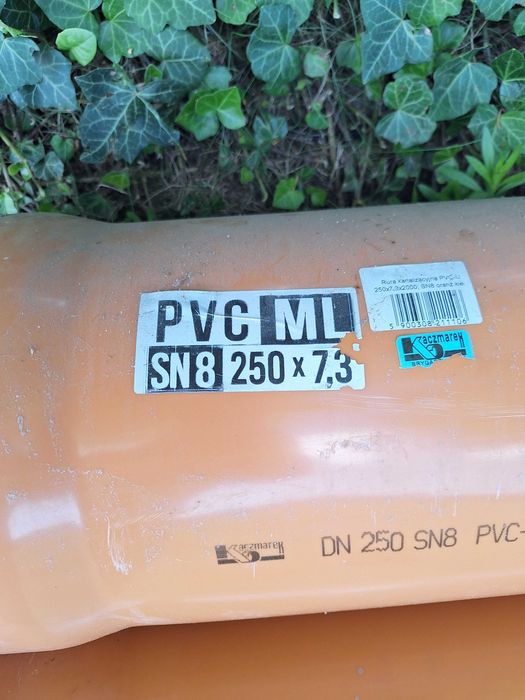 PVC ML
SN8 250 x 7,3
Rura kanalizacyjna PVC-U
250x7,3x2000, SN8 oranż kiel
5 900308 211106
Kaczmarek
Kaczmarek
DN 250 SN8 PVC-